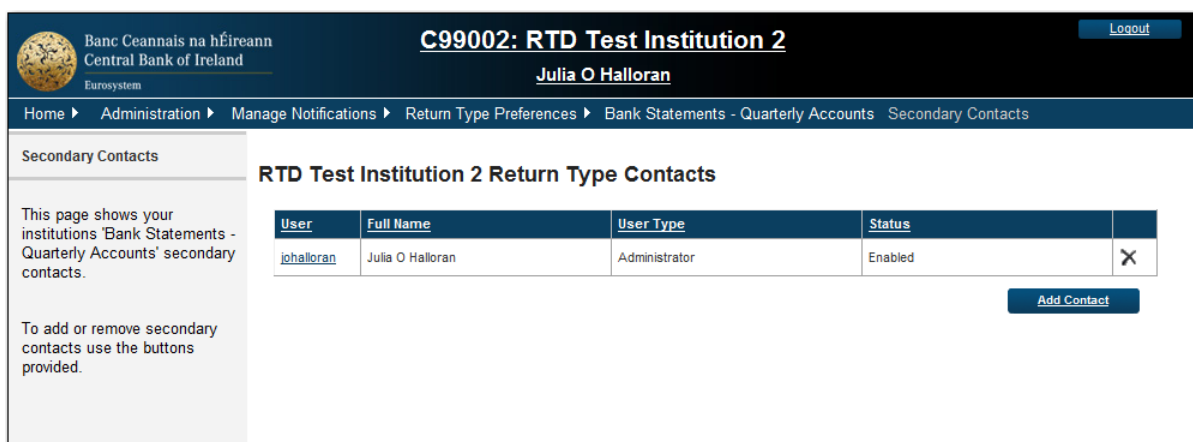 Banc Ceannais na hÉireann
Central Bank of Ireland
Eurosystem
C99002: RTD Test Institution 2
Julia O Halloran
Logout
Home Administration Manage Notifications Return Type Preferences Bank Statements - Quarterly Accounts Secondary Contacts
Secondary Contacts
This page shows your
institutions 'Bank Statements -
Quarterly Accounts' secondary
contacts.
To add or remove secondary
contacts use the buttons
provided.
RTD Test Institution 2 Return Type Contacts
User Full Name User Type Status
johalloran Julia O Halloran Administrator Enabled
Add Contact